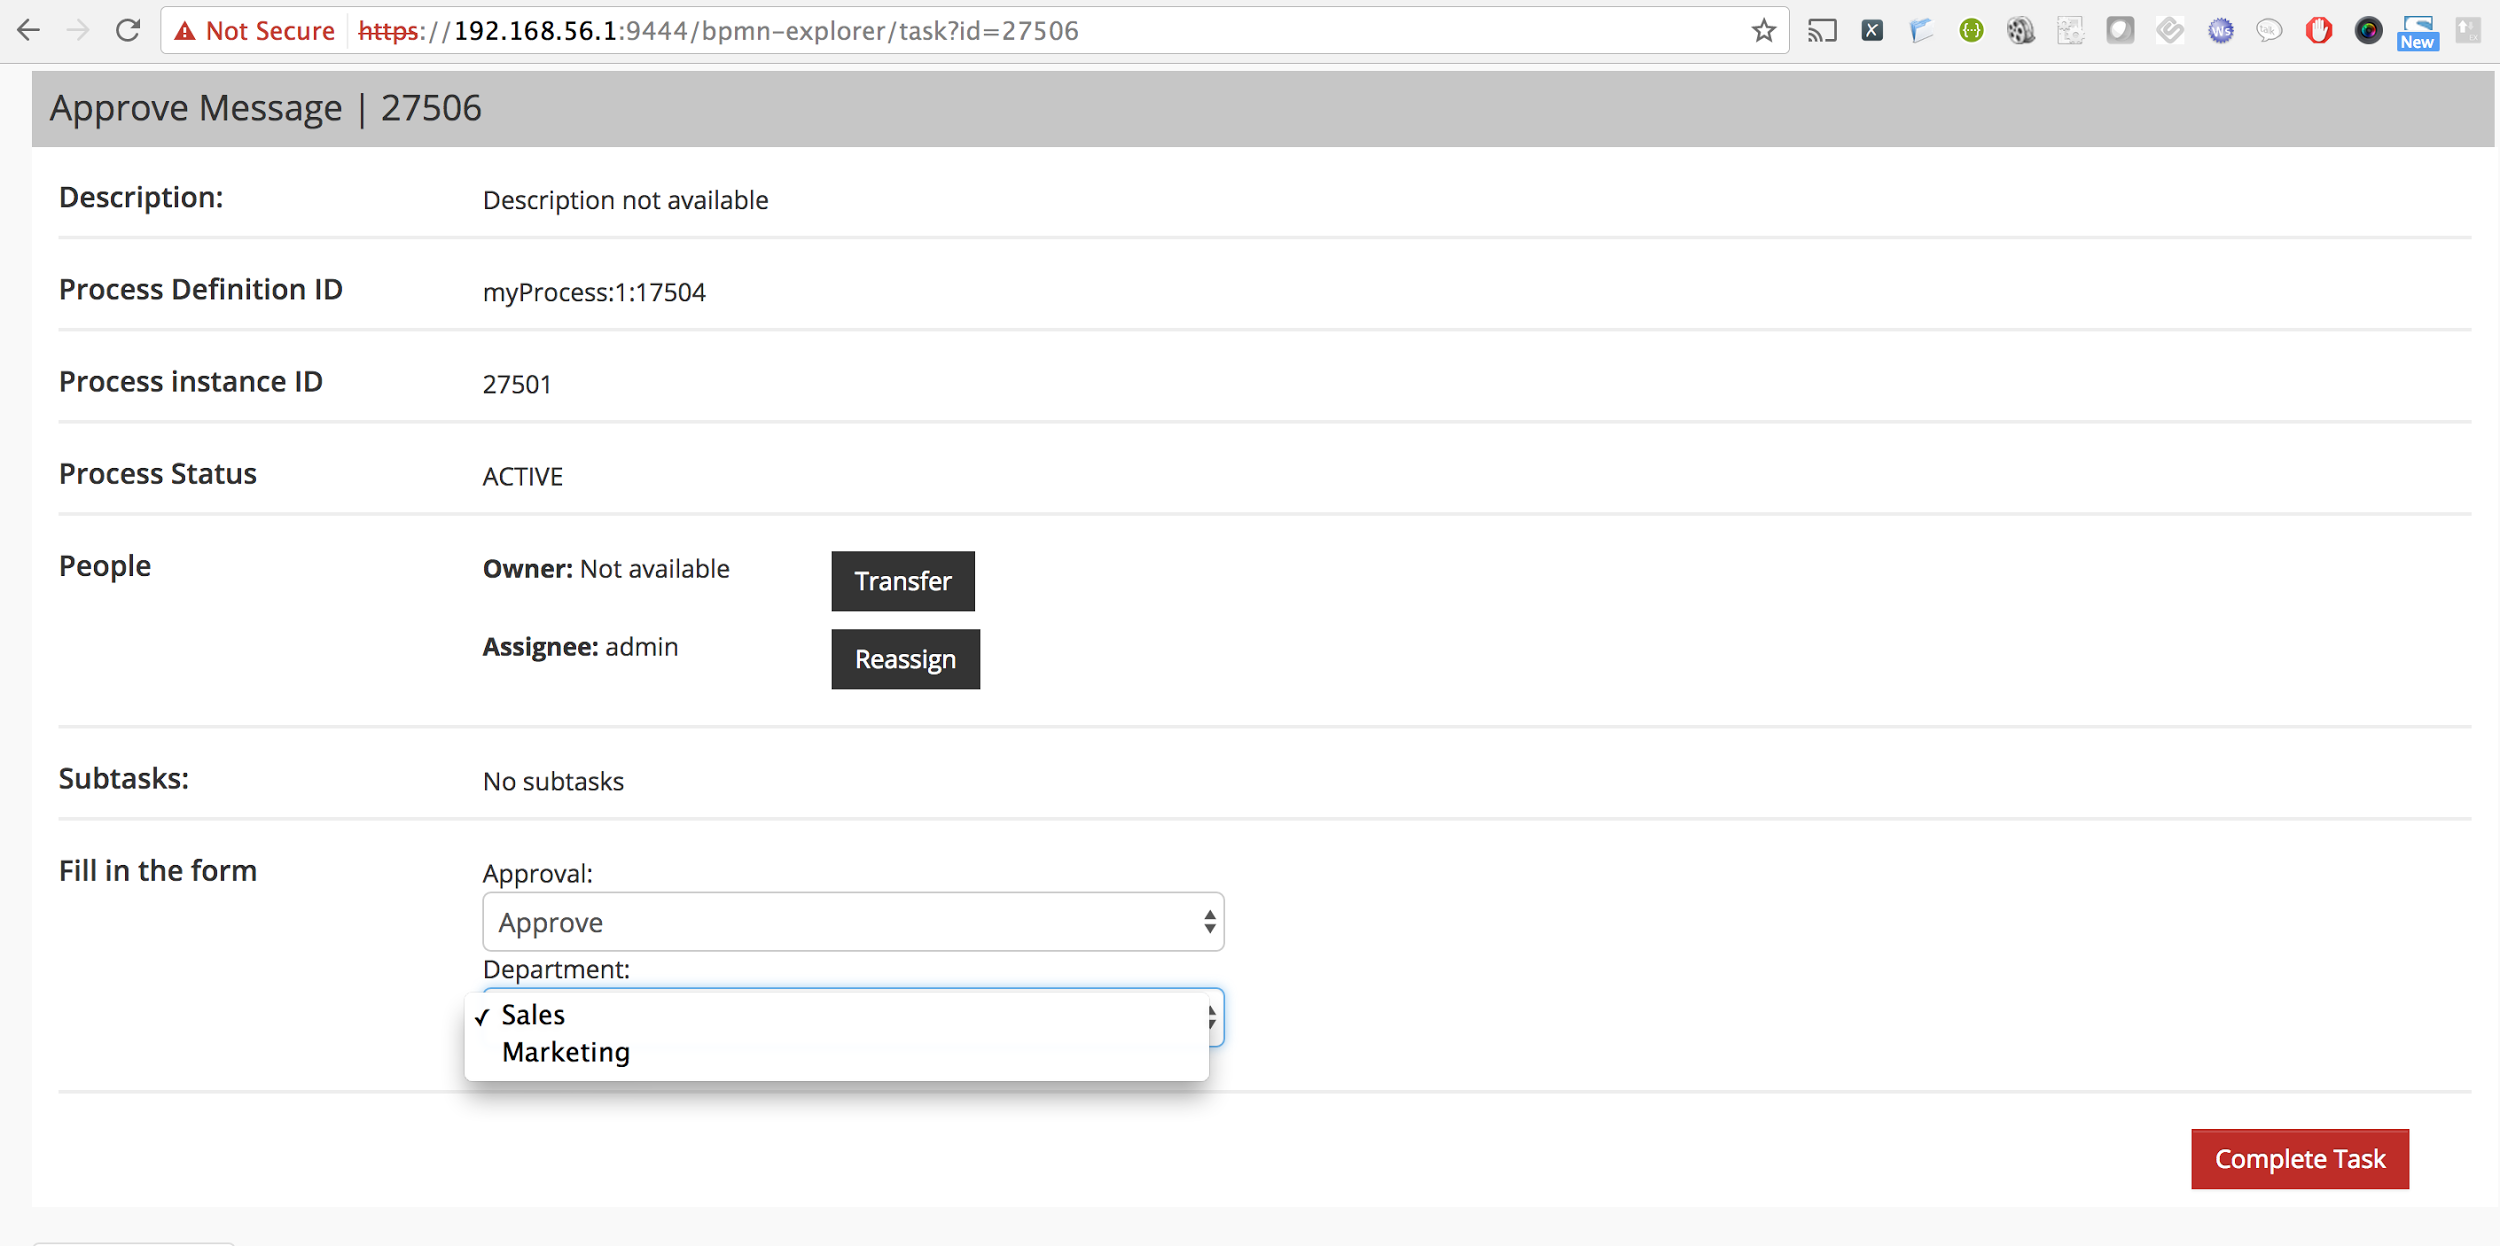 Not Secure https://192.168.56.1:9444/bpmn-explorer/task?id=27506
New
Approve Message | 27506
Description: Description not available
Process Definition ID myProcess:1:17504
Process instance ID 27501
Process Status ACTIVE
People Owner: Not available Transfer
Assignee: admin Reassign
Subtasks: No subtasks
Fill in the form Approval:
Approve
Department:
✓ Sales
Marketing
Complete Task